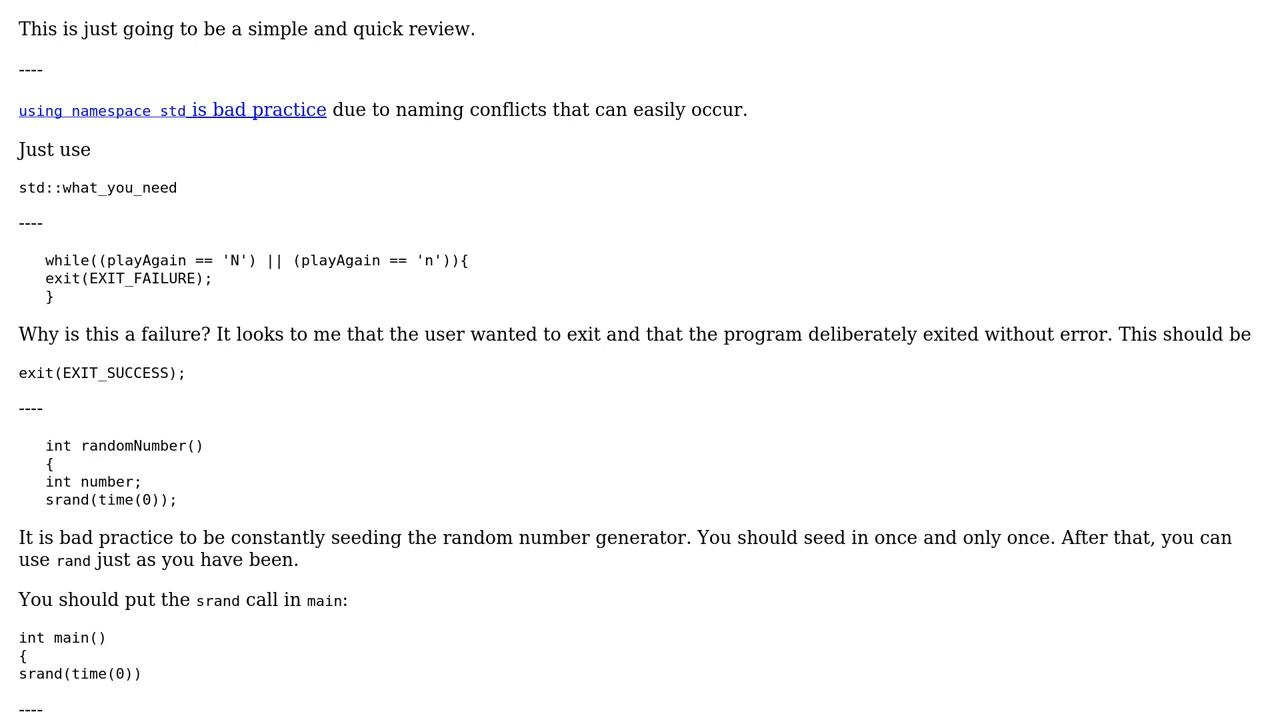 This is just going to be a simple and quick review.
----
using namespace std is bad practice due to naming conflicts that can easily occur.
Just use
std::what_you_need
----
while((playAgain == 'N') || (playAgain == 'n')){
exit(EXIT_FAILURE);
}
Why is this a failure? It looks to me that the user wanted to exit and that the program deliberately exited without error. This should be
exit(EXIT_SUCCESS);
----
int randomNumber()
{
int number;
srand(time(0));
It is bad practice to be constantly seeding the random number generator. You should seed in once and only once. After that, you can
use rand just as you have been.
You should put the srand call in main:
int main()
{
srand(time(0))
----